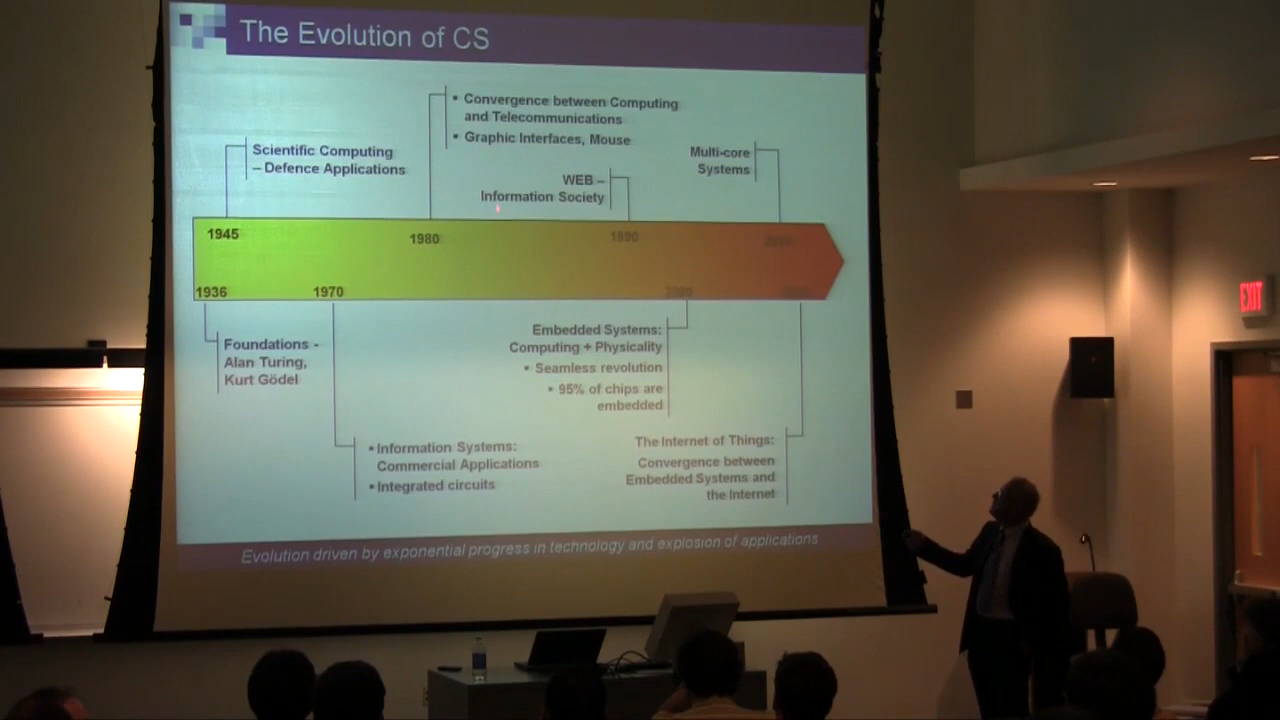 The Evolution of CS
• Convergence between Computing
and Telecommunications
• Graphic Interfaces, Mouse
Scientific Computing
– Defence Applications
WEB –
Information Society
Multi-core
Systems
1945
1980
1990
1936
1970
2000
Foundations -
Alan Turing,
Kurt Gödel
Embedded Systems:
Computing + Physicality
• Seamless revolution
• 95% of chips are
embedded
• Information Systems:
Commercial Applications
• Integrated circuits
The Internet of Things:
Convergence between
Embedded Systems and
the Internet
Evolution driven by exponential progress in technology and explosion of applications
EXIT